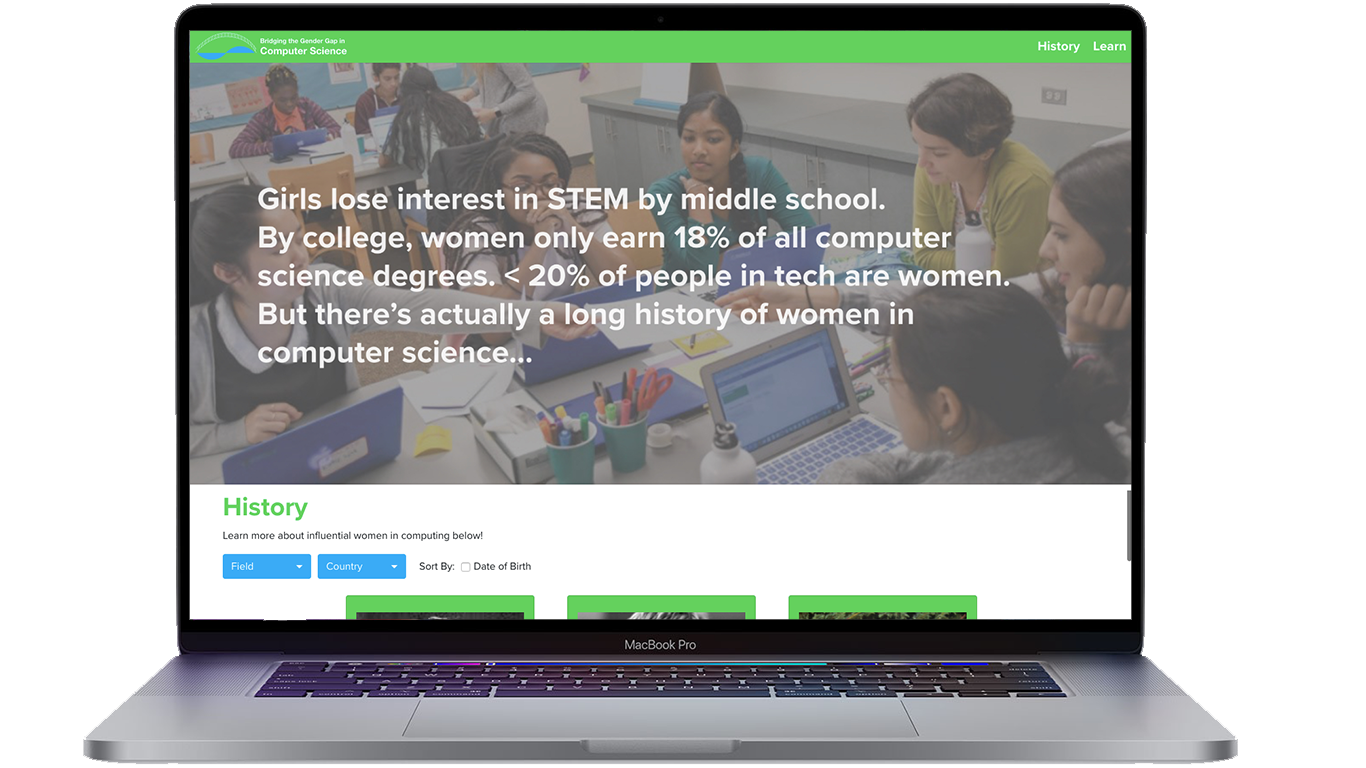 Bridging the Gender Gap in
Computer Science
History
Learn
Girls lose interest in STEM by middle school.
By college, women only earn 18% of all computer
science degrees. < 20% of people in tech are women.
But there’s actually a long history of women in
computer science...
History
Learn more about influential women in computing below!
Field
Country
Sort By:
Date of Birth
MacBook Pro